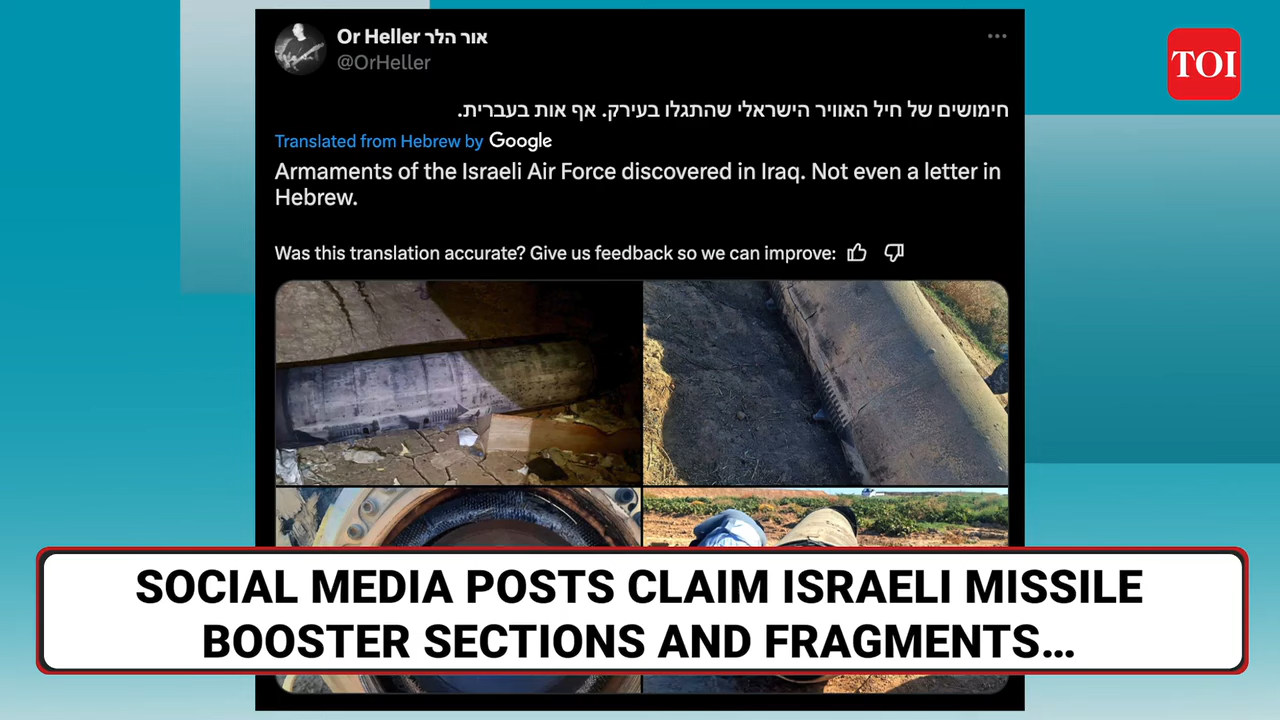 Or Heller אור הלר
@OrHeller
TOI
חימושים של חיל האוויר הישראלי שהתגלו בעירק. אף אות בעברית.
Translated from Hebrew by Google
Armaments of the Israeli Air Force discovered in Iraq. Not even a letter in
Hebrew.
Was this translation accurate? Give us feedback so we can improve:
SOCIAL MEDIA POSTS CLAIM ISRAELI MISSILE
BOOSTER SECTIONS AND FRAGMENTS...